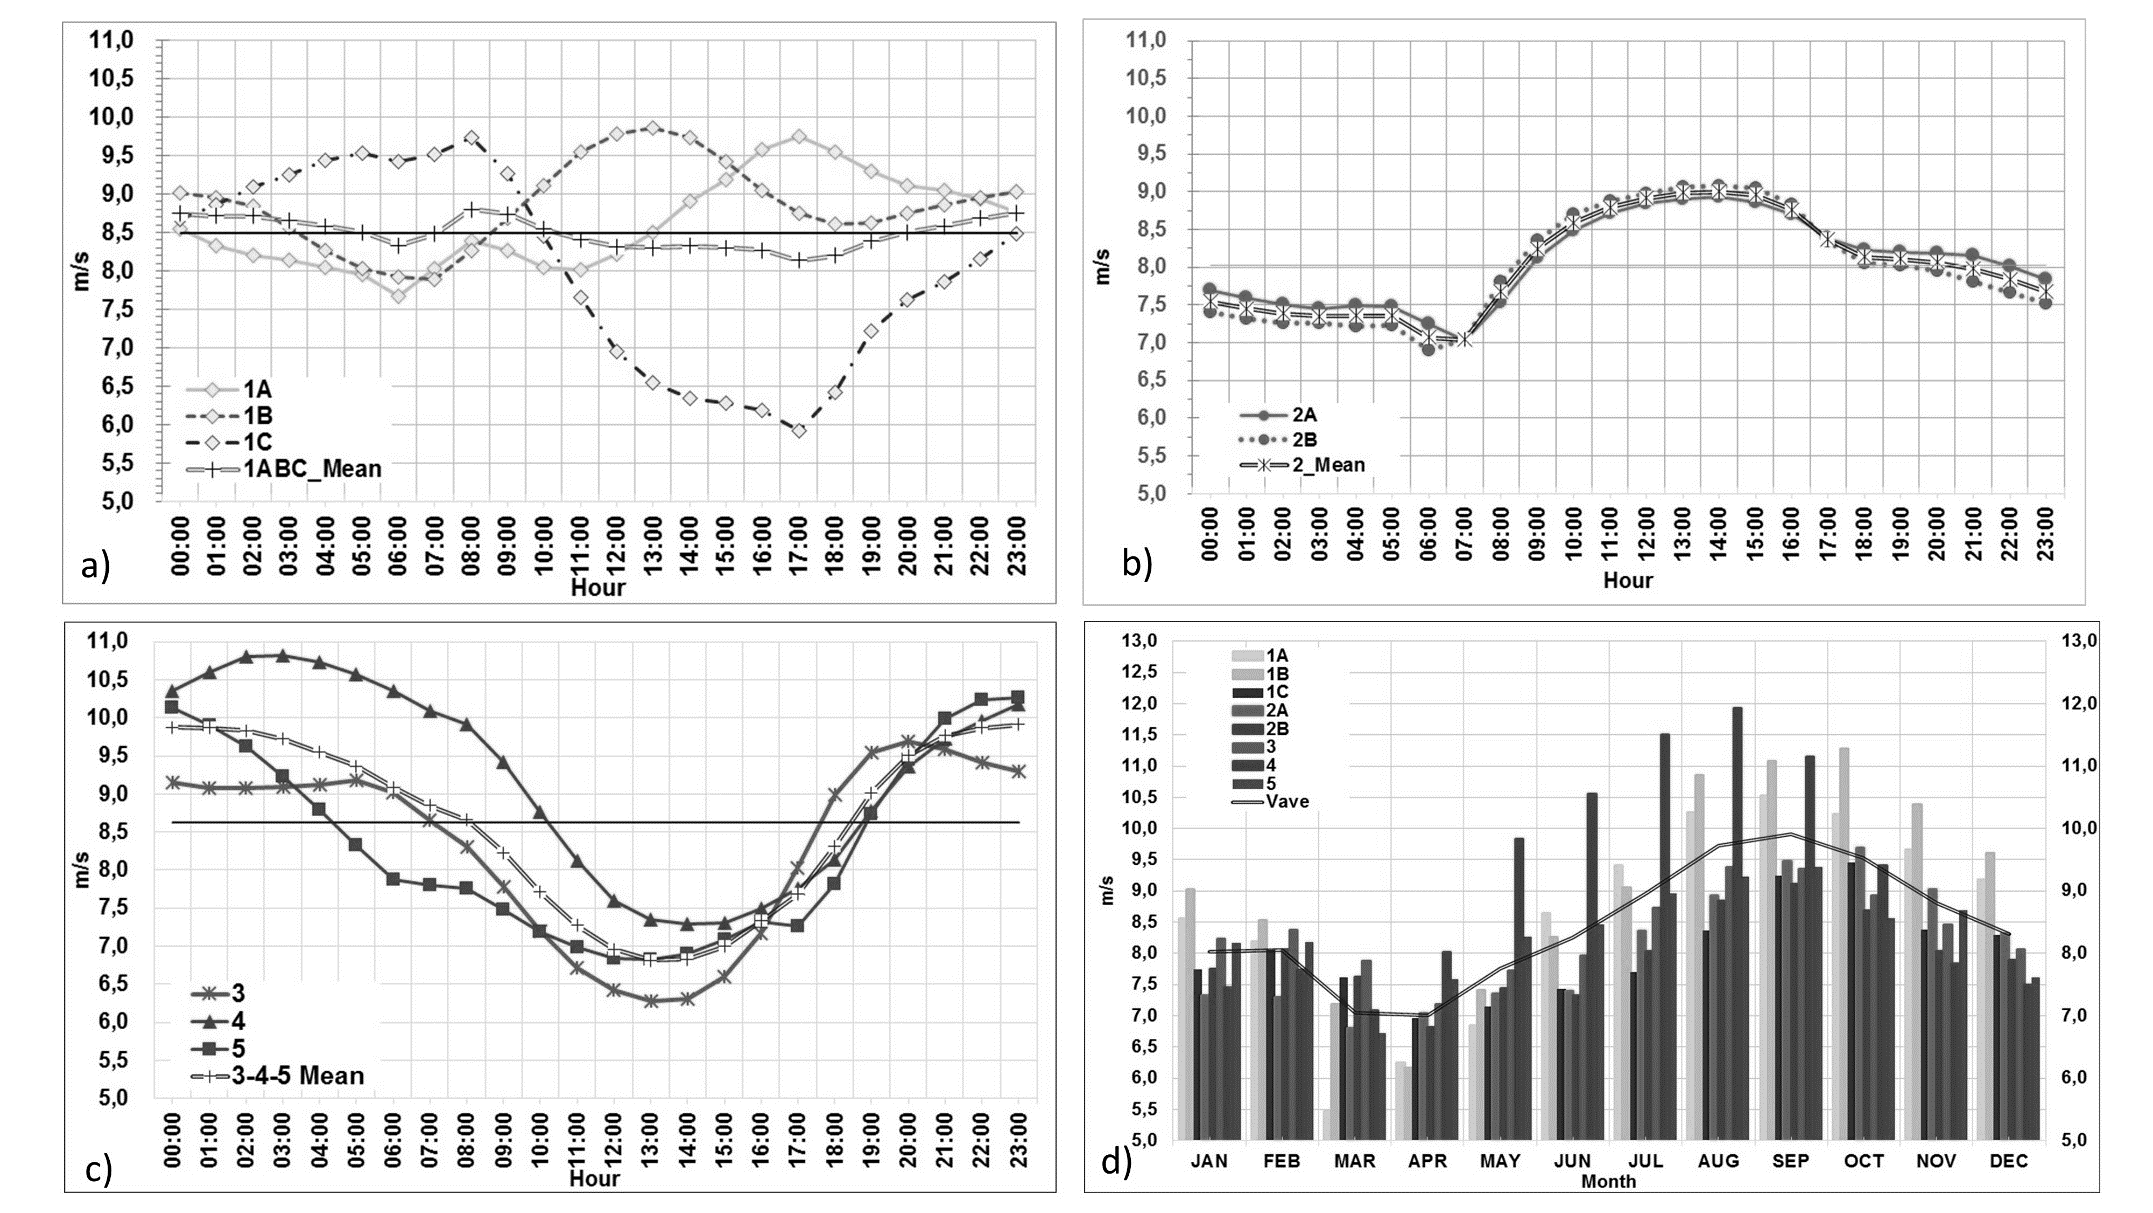 11,0
10,5
10,0
9,5
9,0
8,5
8,0
7,5
7,0
6,5
6,0
5,5
5,0
m/s
1A
1B
1C
1ABC_Mean
00:00 01:00 02:00 03:00 04:00 05:00 06:00 07:00 08:00 09:00 10:00 11:00 12:00 13:00 14:00 15:00 16:00 17:00 18:00 19:00 20:00 21:00 22:00 23:00
Hour
a)
11,0
10,5
10,0
9,5
9,0
8,5
8,0
7,5
7,0
6,5
6,0
5,5
5,0
m/s
2A
2B
2_Mean
00:00 01:00 02:00 03:00 04:00 05:00 06:00 07:00 08:00 09:00 10:00 11:00 12:00 13:00 14:00 15:00 16:00 17:00 18:00 19:00 20:00 21:00 22:00 23:00
Hour
b)
11,0
10,5
10,0
9,5
9,0
8,5
8,0
7,5
7,0
6,5
6,0
5,5
5,0
m/s
3
4
5
3-4-5 Mean
00:00 01:00 02:00 03:00 04:00 05:00 06:00 07:00 08:00 09:00 10:00 11:00 12:00 13:00 14:00 15:00 16:00 17:00 18:00 19:00 20:00 21:00 22:00 23:00
Hour
c)
13,0
12,5
12,0
11,5
11,0
10,5
10,0
9,5
9,0
8,5
8,0
7,5
7,0
6,5
6,0
5,5
5,0
m/s
1A
1B
1C
2A
2B
3
4
5
Vave
13,0
12,0
11,0
10,0
9,0
8,0
7,0
6,0
5,0
JAN FEB MAR APR MAY JUN JUL AUG SEP OCT NOV DEC
Month
d)